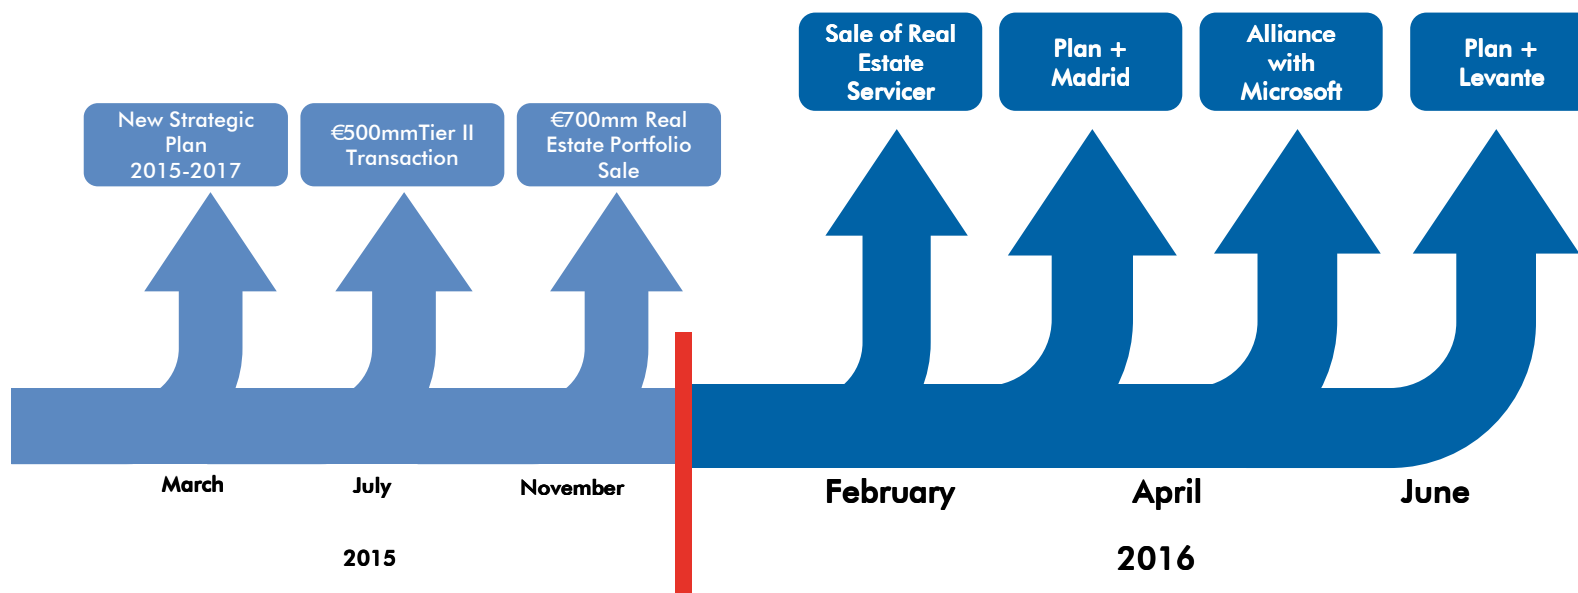 New Strategic
Plan
2015-2017
€500mmTier II
Transaction
€700mm Real
Estate Portfolio
Sale
Sale of Real
Estate
Servicer
Plan +
Madrid
Alliance
with
Microsoft
Plan +
Levante
March
July
November
February
April
June
2015
2016